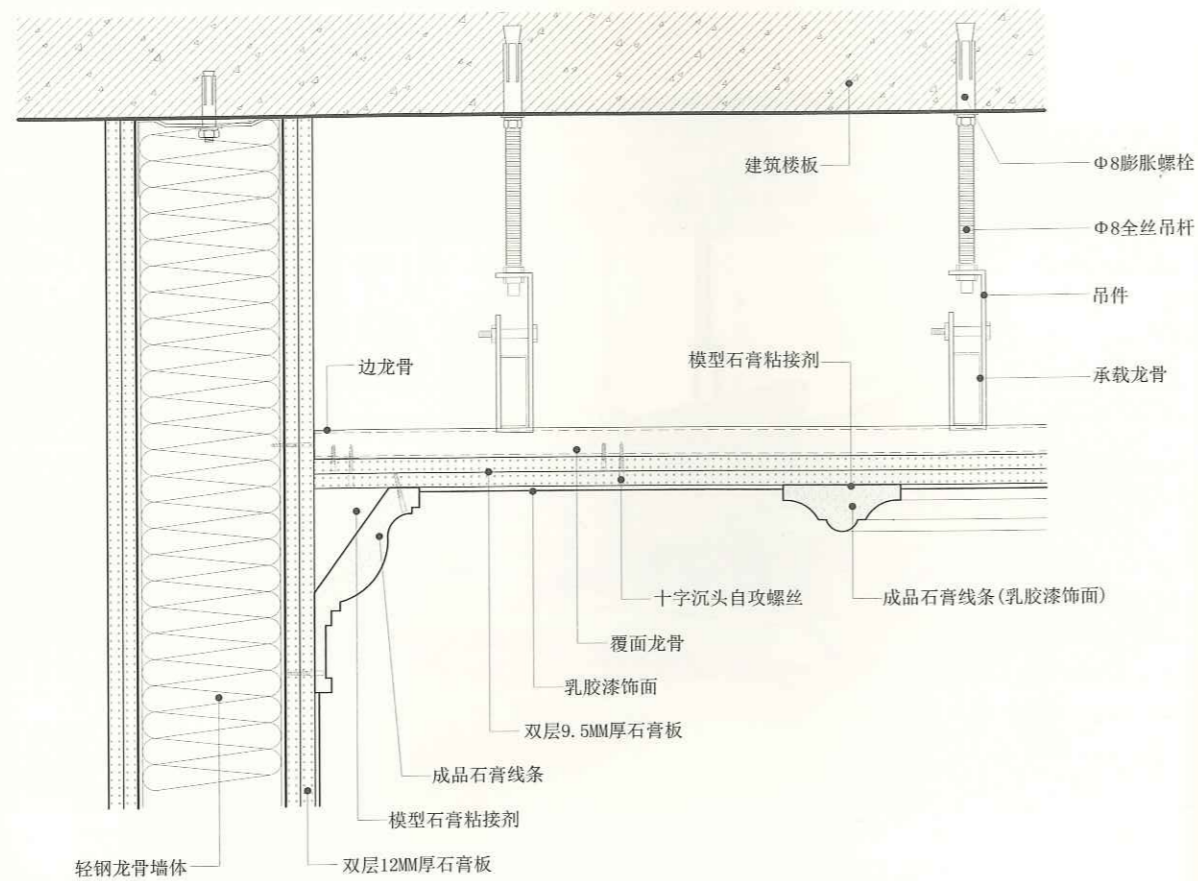 建筑楼板
Φ8膨胀螺栓
Φ8全丝吊杆
吊件
模型石膏粘接剂
边龙骨
承载龙骨
十字沉头自攻螺丝
成品石膏线条(乳胶漆饰面)
覆面龙骨
乳胶漆饰面
双层9.5MM厚石膏板
成品石膏线条
模型石膏粘接剂
轻钢龙骨墙体
双层12MM厚石膏板